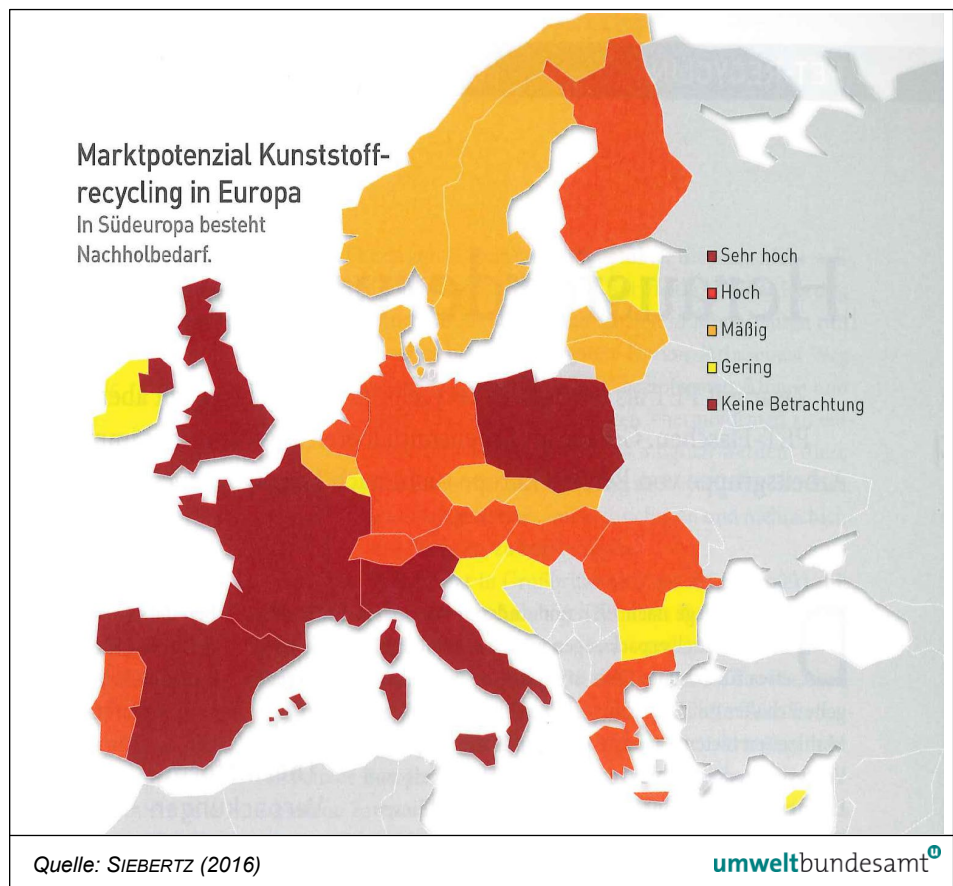 Marktpotenzial Kunststoff-
recycling in Europa
In Südeuropa besteht
Nachholbedarf.
Sehr hoch
Hoch
Mäßig
Gering
Keine Betrachtung
Quelle: SIEBERTZ (2016)
umweltbundesamt